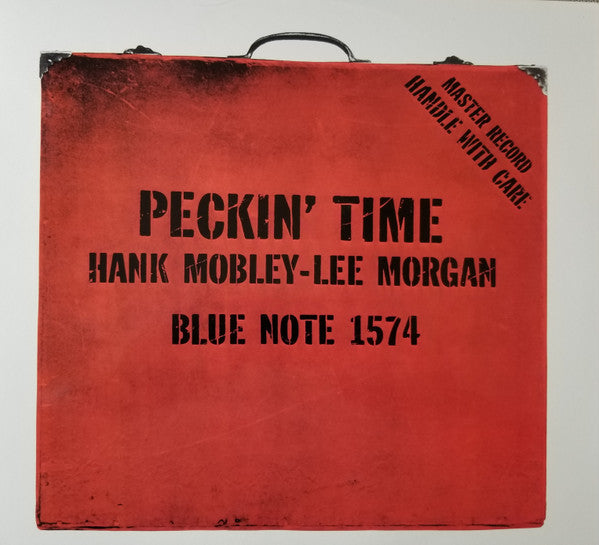 MASTER RECORD
HANDLE WITH CARE
PECKIN' TIME
HANK MOBLEY-LEE MORGAN
BLUE NOTE 1574